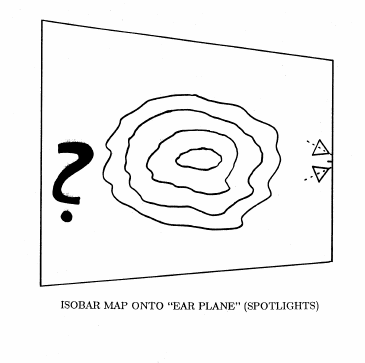 ?
ISOBAR MAP ONTO “EAR PLANE” (SPOTLIGHTS)